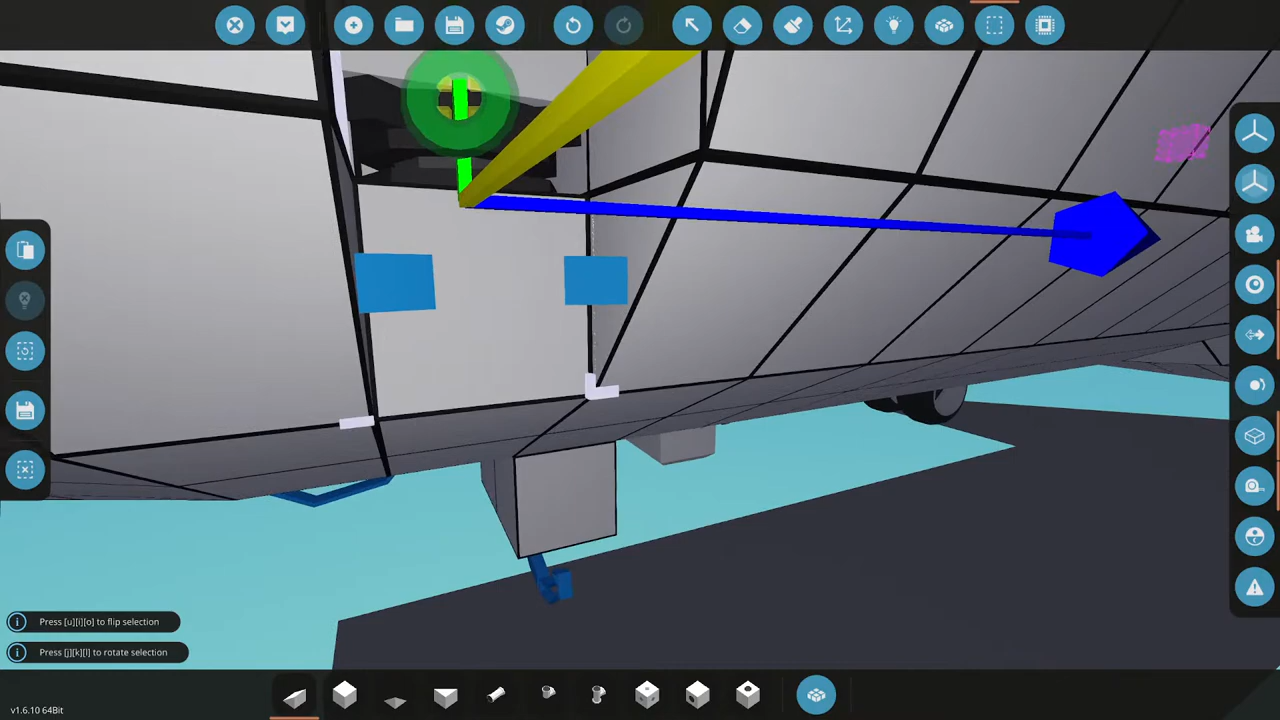 Press [u][i][o] to flip selection
Press [j][k][l] to rotate selection
v1.6.10 64Bit